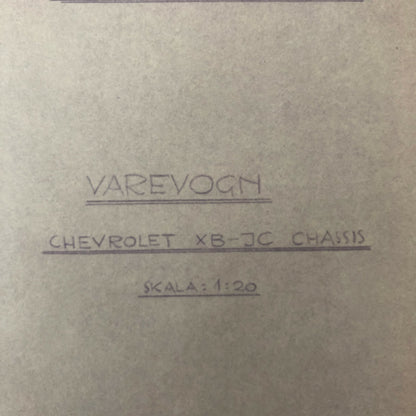 VAREVOGN
CHEVROLET XB-JC CHASSIS
SKALA: 1:20